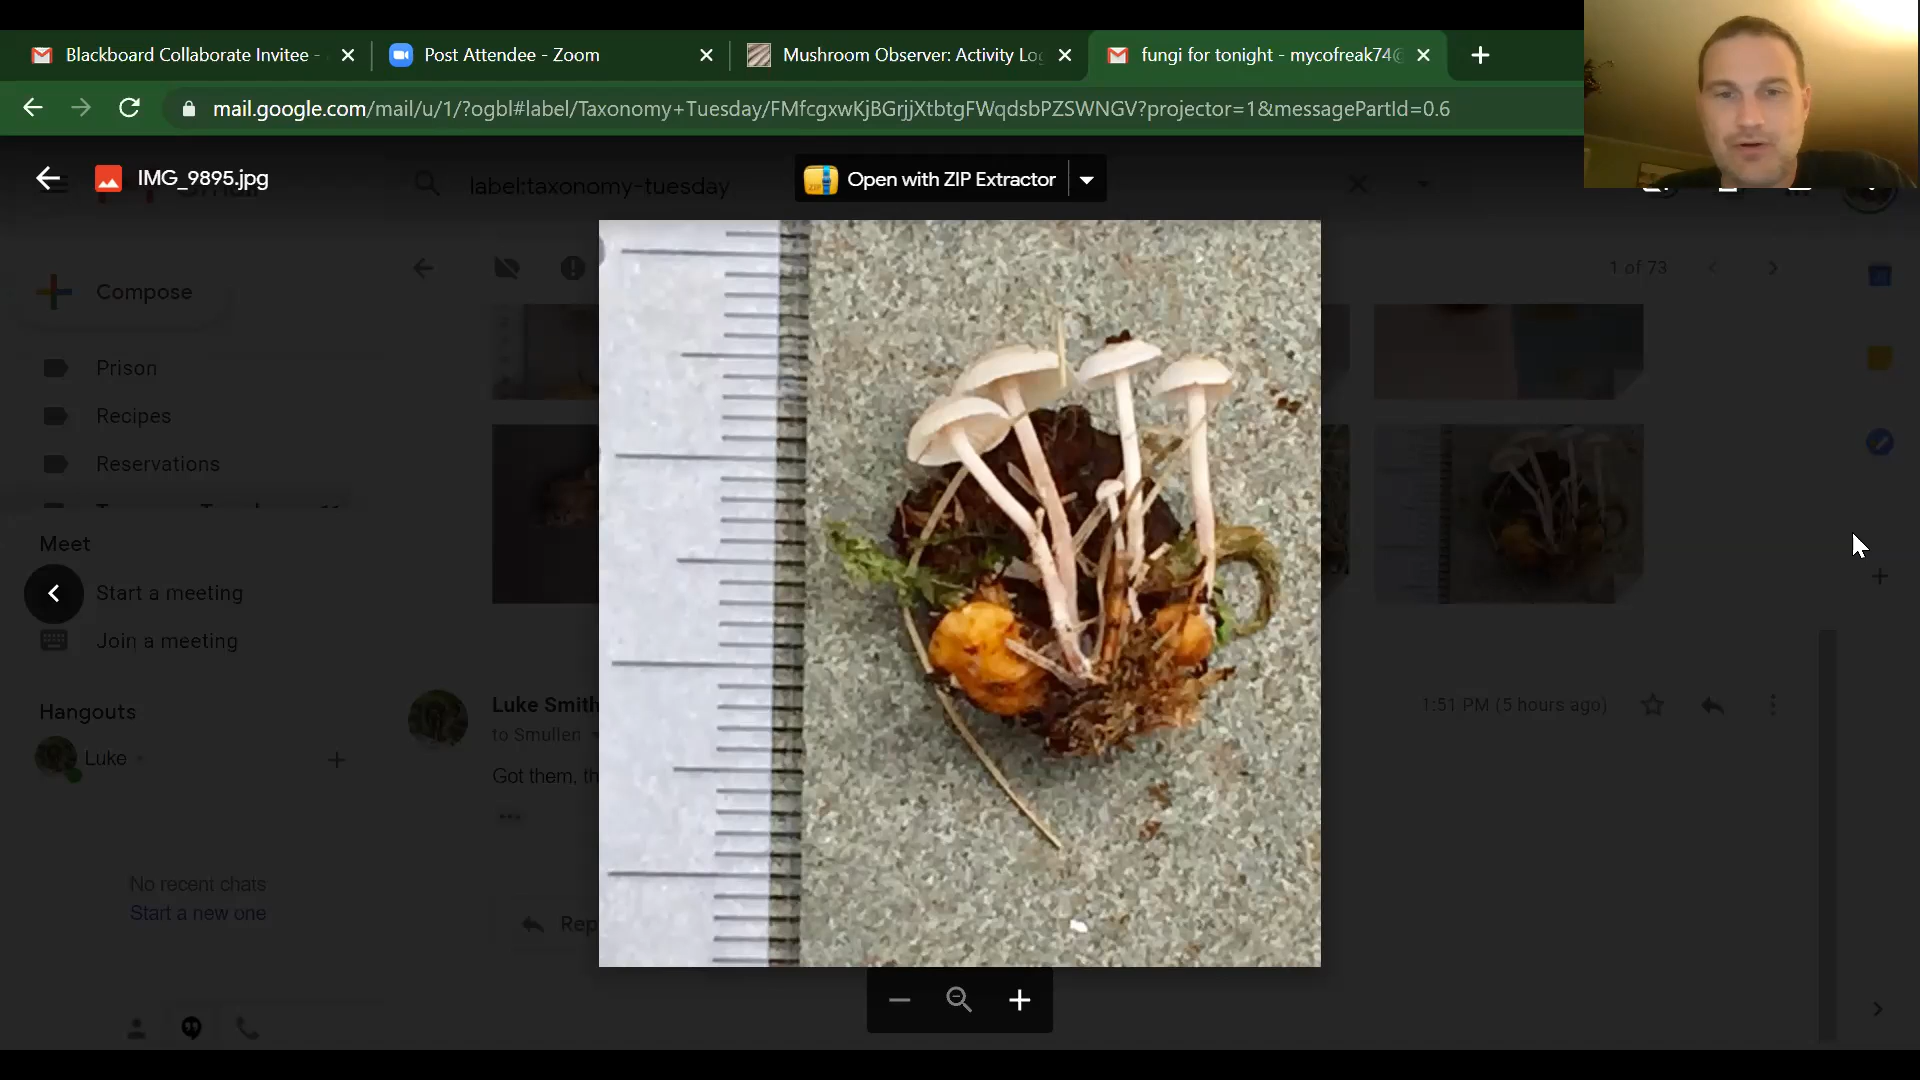 Blackboard Collaborate Invitee -
Post Attendee - Zoom
Mushroom Observer: Activity Lo
fungi for tonight - mycofreak74@
mail.google.com/mail/u/1/?ogbl#label/Taxonomy+Tuesday/FMfcgxwKjBGrjjXtbtgFWqdsbPZSWNGV?projector=1&messagePartId=0.6
IMG_9895.jpg
label:taxonomy-tuesday
Open with ZIP Extractor
1 of 73
Compose
Prison
Recipes
Reservations
Meet
Start a meeting
Join a meeting
Hangouts
Luke
Luke Smith
1:51 PM (5 hours ago)
to Smullen
Got them, th
No recent chats
Start a new one
Rep